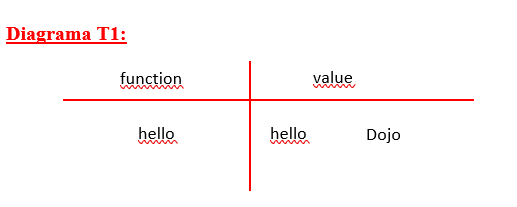 Diagrama T1:
function value
hello hello Dojo